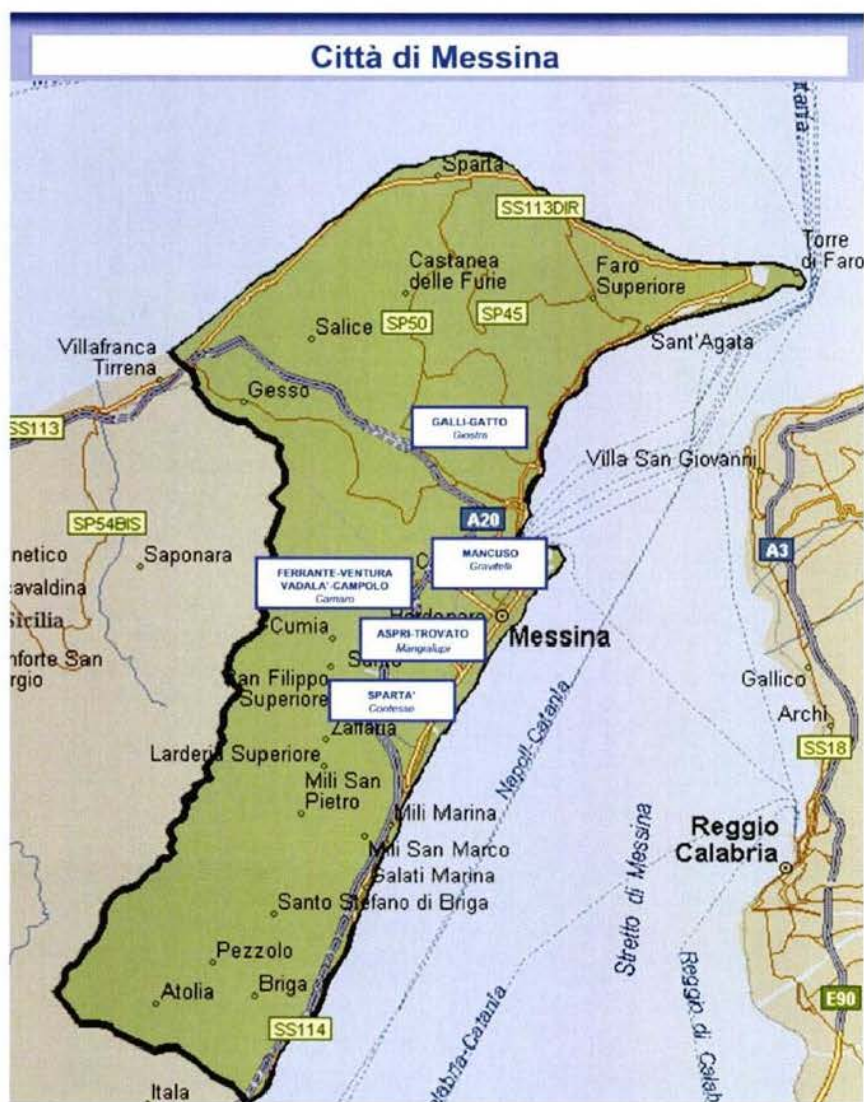 Città di Messina
Sparta
SS113DIR
Torre
di Faro
Castanea
delle Furie
Faro
Superiore
SP50
SP45
Salice
Sant'Agata
Villafranca
Tirrena
Gesso
SS113
GALLI-GATTO
Giostra
Villa San Giovanni
SP54BIS
A20
A3
Saponara
MANCUSO
Gravitelli
FERRANTE-VENTURA
VADALA'-CAMPOLO
Camaro
Messina
Cumia
ASPRI-TROVATO
Mangialupi
San Filippo
Superiore
SPARTA'
Contesse
Gallico
Archi
SS18
Zaffaria
Larderia Superiore
Mili San
Pietro
Mili Marina
Mili San Marco
Galati Marina
Santo Stefano di Briga
Reggio
Calabria
Napoli-Catania
Stretto di Messina
Pezzolo
Atolia
Briga
SS114
E90
Itala